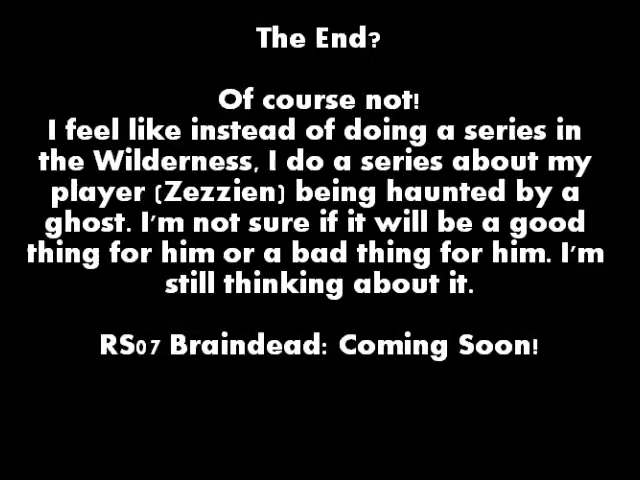 The End?
Of course not!
I feel like instead of doing a series in
the Wilderness, I do a series about my
player (Zezzien) being haunted by a
ghost. I'm not sure if it will be a good
thing for him or a bad thing for him. I'm
still thinking about it.
RS07 Braindead: Coming Soon!